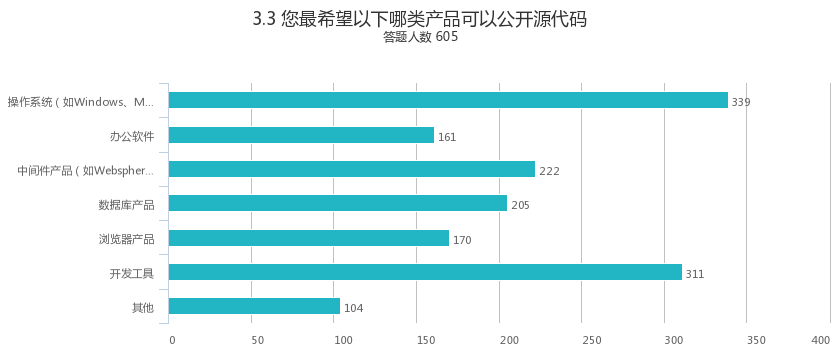 3.3 您最希望以下哪类产品可以公开源代码
答题人数 605
操作系统 ( 如Windows、M... 339
办公软件 161
中间件产品 ( 如Webspher... 222
数据库产品 205
浏览器产品 170
开发工具 311
其他 104
0 50 100 150 200 250 300 350 400